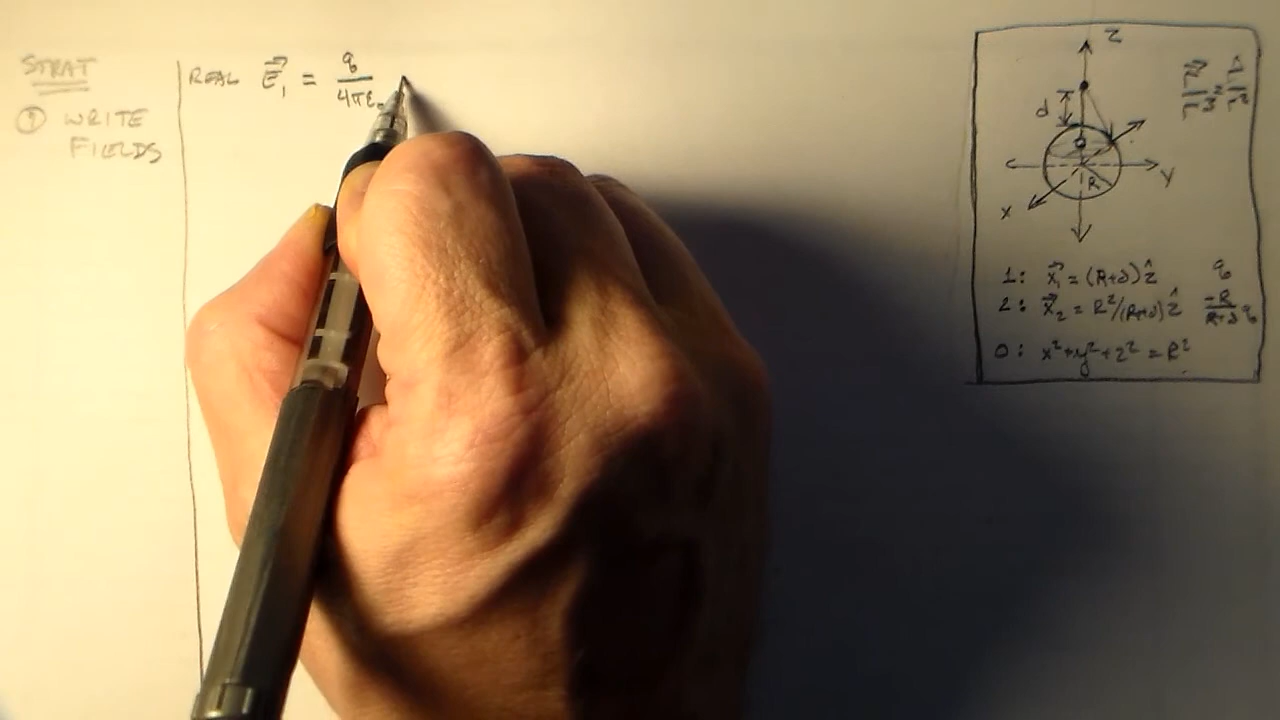 STRAT
① WRITE
FIELDS
REAL E⃗₁ = q/4πε₀
Z
d
R
Y
X
r⃗/r³ = r̂/r²
1: x⃗₁ = (R+d)ẑ q
2: x⃗₂ = R²/(R+d) ẑ -R/R+d q
0: x²+y²+z² = R²